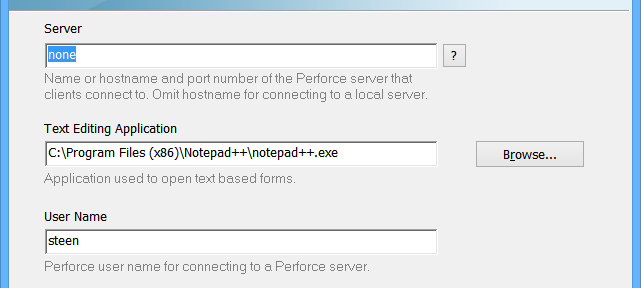 Server
none
?
Name or hostname and port number of the Perforce server that
clients connect to. Omit hostname for connecting to a local server.
Text Editing Application
C:\Program Files (x86)\Notepad++\notepad++.exe
Browse...
Application used to open text based forms.
User Name
steen
Perforce user name for connecting to a Perforce server.